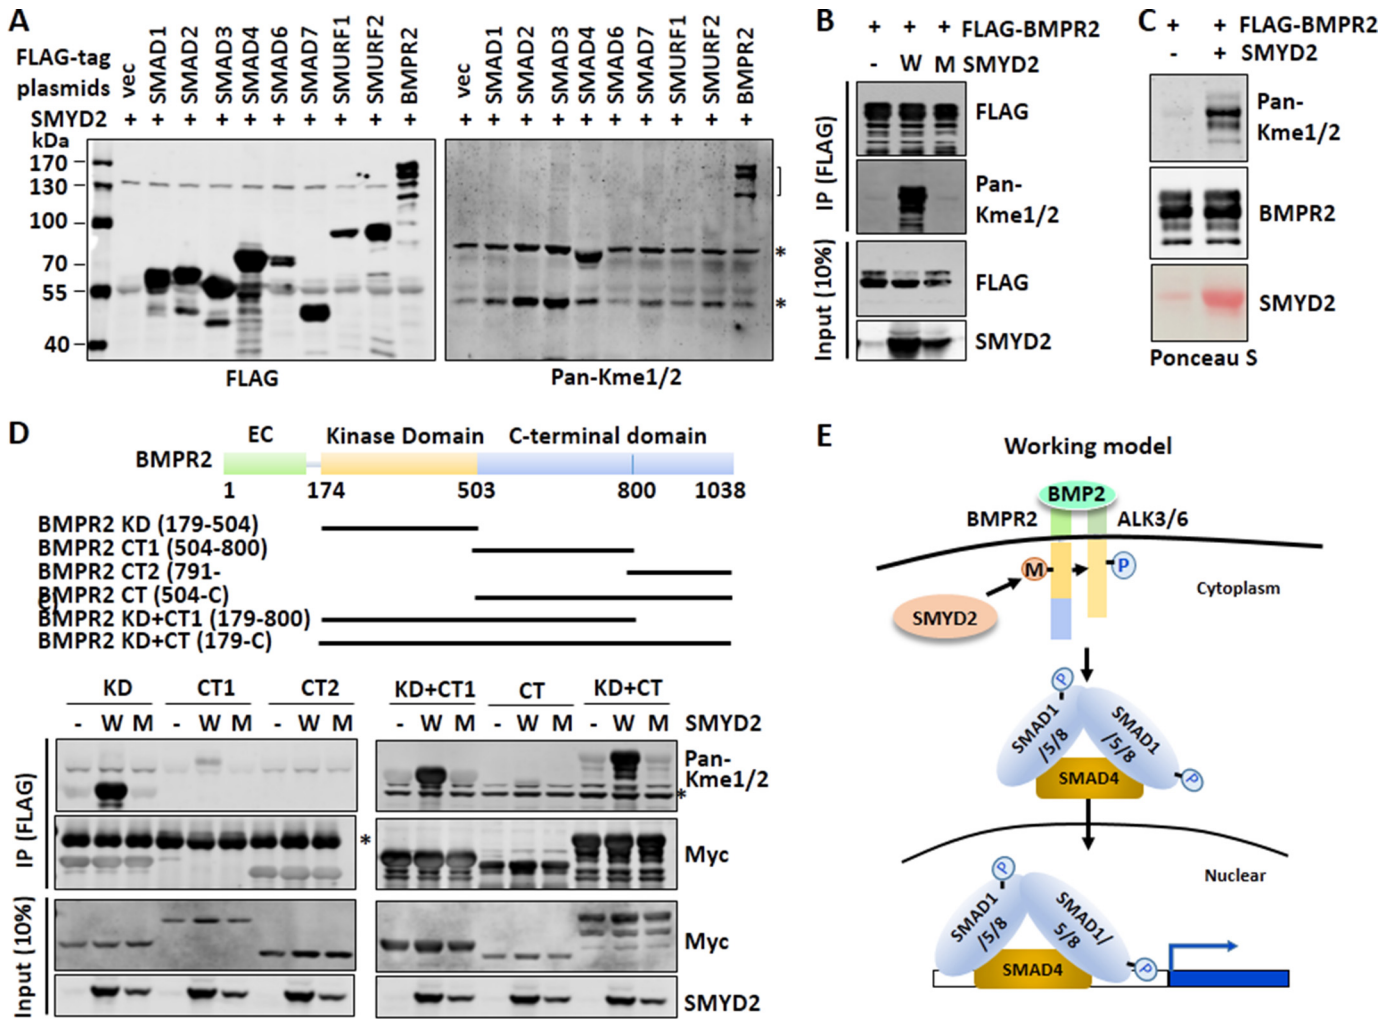 A
FLAG-tag
plasmids
vec
SMAD1
SMAD2
SMAD3
SMAD4
SMAD6
SMAD7
SMURF1
SMURF2
BMPR2
vec
SMAD1
SMAD2
SMAD3
SMAD4
SMAD6
SMAD7
SMURF1
SMURF2
BMPR2
SMYD2 + + + + + + + + + + + + + + + + + + + +
kDa
170
130
100
70
55
40
*
*
FLAG
Pan-Kme1/2
B
+ + + FLAG-BMPR2
- W M SMYD2
IP (FLAG)
FLAG
Pan-
Kme1/2
Input (10%)
FLAG
SMYD2
C
+ + FLAG-BMPR2
- + SMYD2
Pan-
Kme1/2
BMPR2
SMYD2
Ponceau S
D
EC Kinase Domain C-terminal domain
BMPR2
1 174 503 800 1038
BMPR2 KD (179-504)
BMPR2 CT1 (504-800)
BMPR2 CT2 (791-
C)
BMPR2 CT (504-C)
BMPR2 KD+CT1 (179-800)
BMPR2 KD+CT (179-C)
KD CT1 CT2 KD+CT1 CT KD+CT
- W M - W M - W M - W M - W M - W M SMYD2
IP (FLAG)
Pan-
Kme1/2
*
*
Myc
Input (10%)
Myc
SMYD2
E
Working model
BMP2
BMPR2 ALK3/6
M P
Cytoplasm
SMYD2
P
SMAD1
/5/8
SMAD1
/5/8
P
SMAD4
Nuclear
P
SMAD1
/5/8
SMAD1/
5/8
P
SMAD4